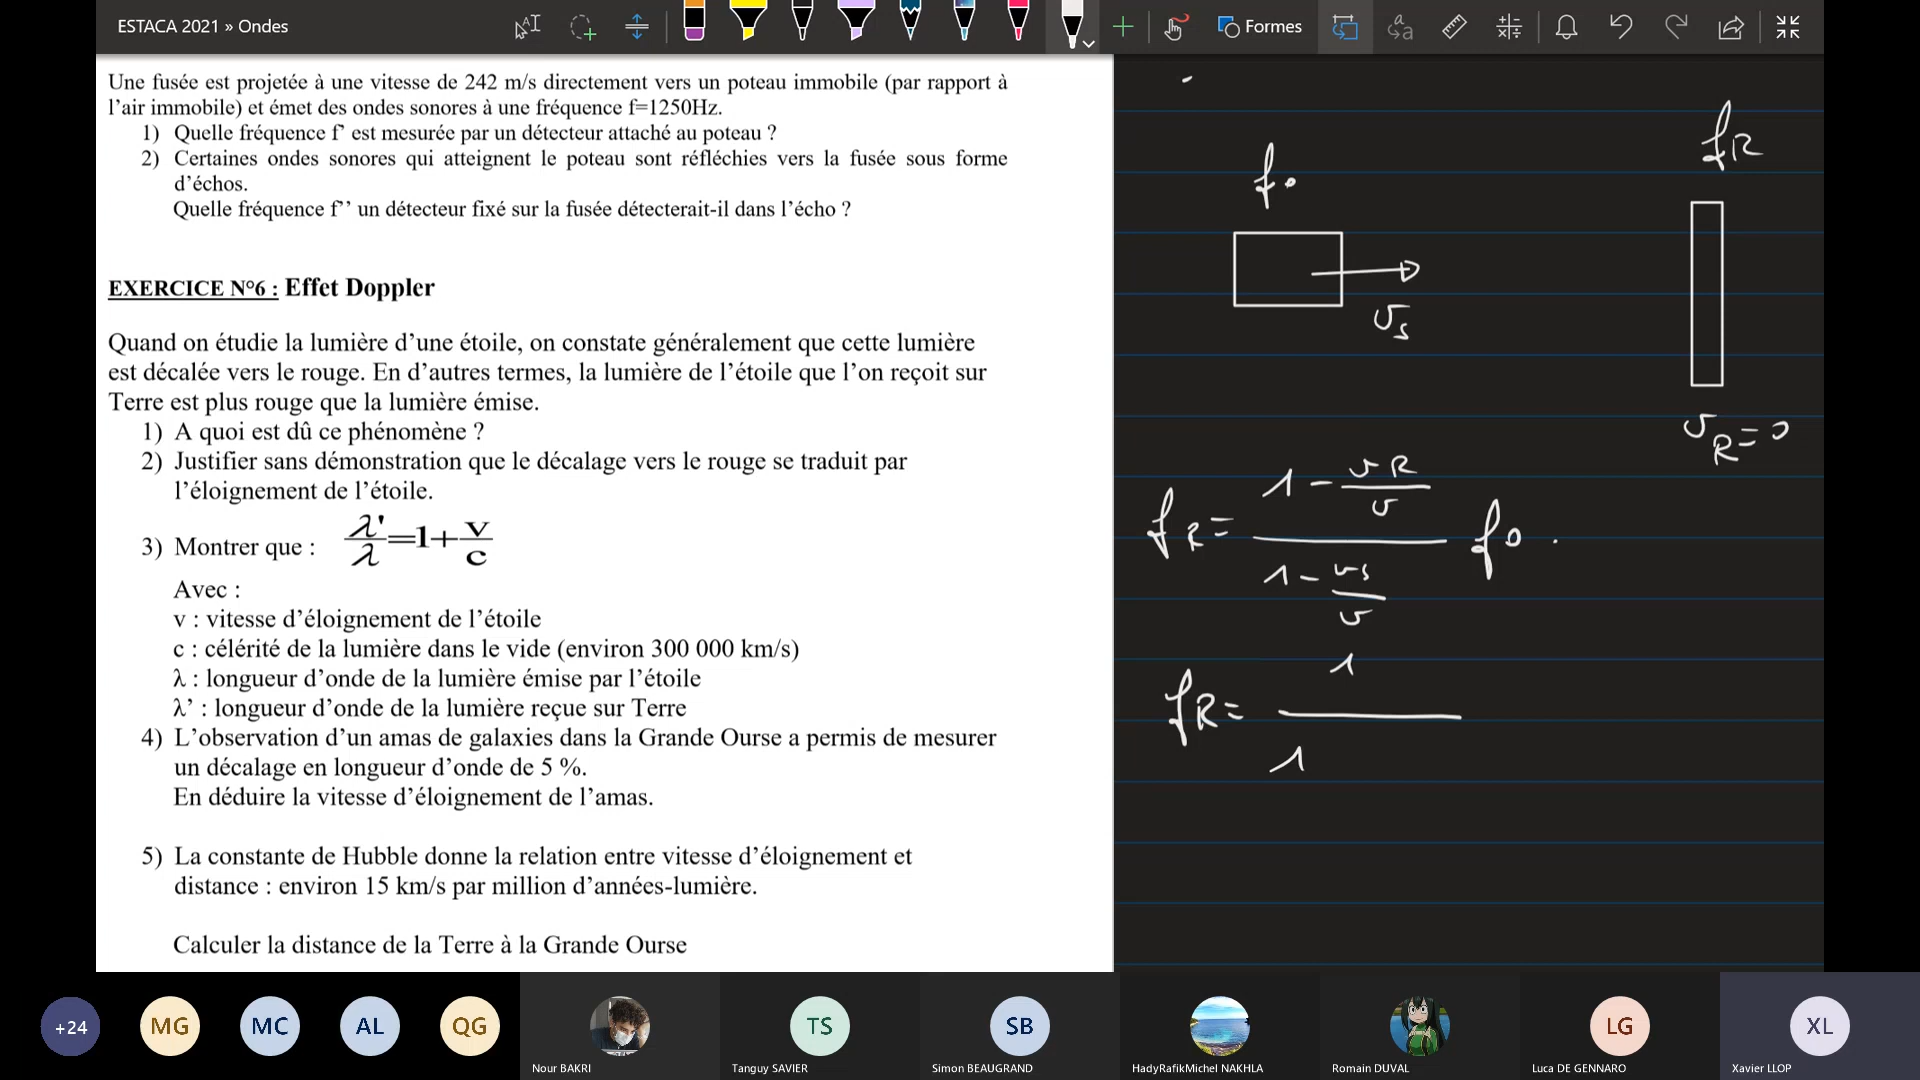 ESTACA 2021 » Ondes
Formes
Une fusée est projetée à une vitesse de 242 m/s directement vers un poteau immobile (par rapport à
l'air immobile) et émet des ondes sonores à une fréquence f=1250Hz.
1) Quelle fréquence f' est mesurée par un détecteur attaché au poteau ?
2) Certaines ondes sonores qui atteignent le poteau sont réfléchies vers la fusée sous forme
d'échos.
Quelle fréquence f'' un détecteur fixé sur la fusée détecterait-il dans l'écho ?
EXERCICE N°6 : Effet Doppler
Quand on étudie la lumière d'une étoile, on constate généralement que cette lumière
est décalée vers le rouge. En d'autres termes, la lumière de l'étoile que l'on reçoit sur
Terre est plus rouge que la lumière émise.
1) A quoi est dû ce phénomène ?
2) Justifier sans démonstration que le décalage vers le rouge se traduit par
l'éloignement de l'étoile.
3) Montrer que : λ'/λ=1+v/c
Avec :
v : vitesse d'éloignement de l'étoile
c : célérité de la lumière dans le vide (environ 300 000 km/s)
λ : longueur d'onde de la lumière émise par l'étoile
λ' : longueur d'onde de la lumière reçue sur Terre
4) L'observation d'un amas de galaxies dans la Grande Ourse a permis de mesurer
un décalage en longueur d'onde de 5 %.
En déduire la vitesse d'éloignement de l'amas.
5) La constante de Hubble donne la relation entre vitesse d'éloignement et
distance : environ 15 km/s par million d'années-lumière.
Calculer la distance de la Terre à la Grande Ourse
f0
fR
vs
vR=0
fR = (1 - vR/v)/(1 - vs/v) f0.
fR = 1/1
+24
MG
MC
AL
QG
Nour BAKRI
TS
Tanguy SAVIER
SB
Simon BEAUGRAND
HadyRafikMichel NAKHLA
Romain DUVAL
LG
Luca DE GENNARO
XL
Xavier LLOP